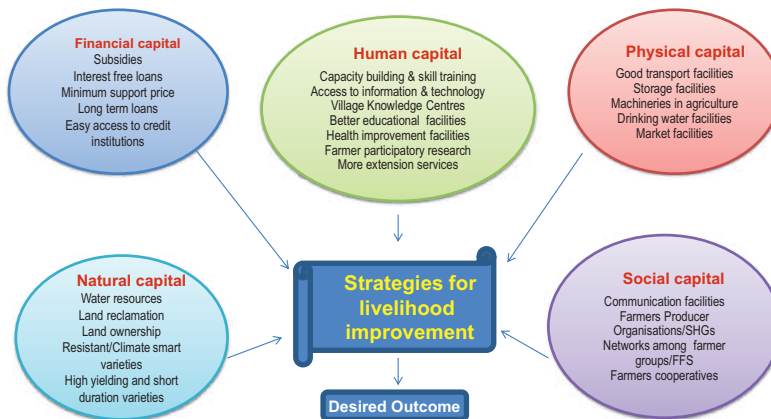 Financial capital
Subsidies
Interest free loans
Minimum support price
Long term loans
Easy access to credit
institutions
Human capital
Capacity building & skill training
Access to information & technology
Village Knowledge Centres
Better educational facilities
Health improvement facilities
Farmer participatory research
More extension services
Physical capital
Good transport facilities
Storage facilities
Machineries in agriculture
Drinking water facilities
Market facilities
Natural capital
Water resources
Land reclamation
Land ownership
Resistant/Climate smart
varieties
High yielding and short
duration varieties
Strategies for
livelihood
improvement
Social capital
Communication facilities
Farmers Producer
Organisations/SHGs
Networks among farmer
groups/FFS
Farmers cooperatives
Desired Outcome